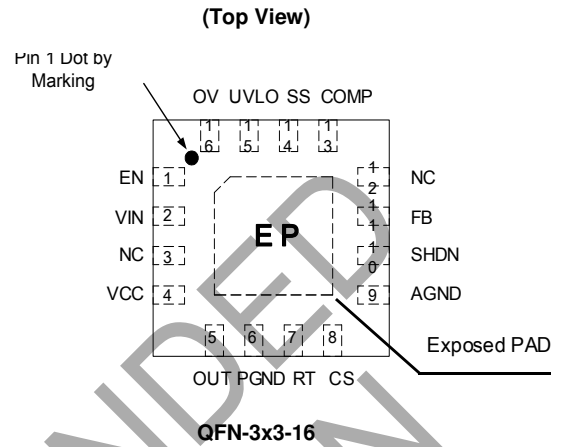 (Top View)
Pin 1 Dot by
Marking
OV UVLO SS COMP
16 15 14 13
EN 1 12 NC
VIN 2 11 FB
NC 3 10 SHDN
VCC 4 9 AGND
EP
5 6 7 8
OUT PGND RT CS
Exposed PAD
QFN-3x3-16